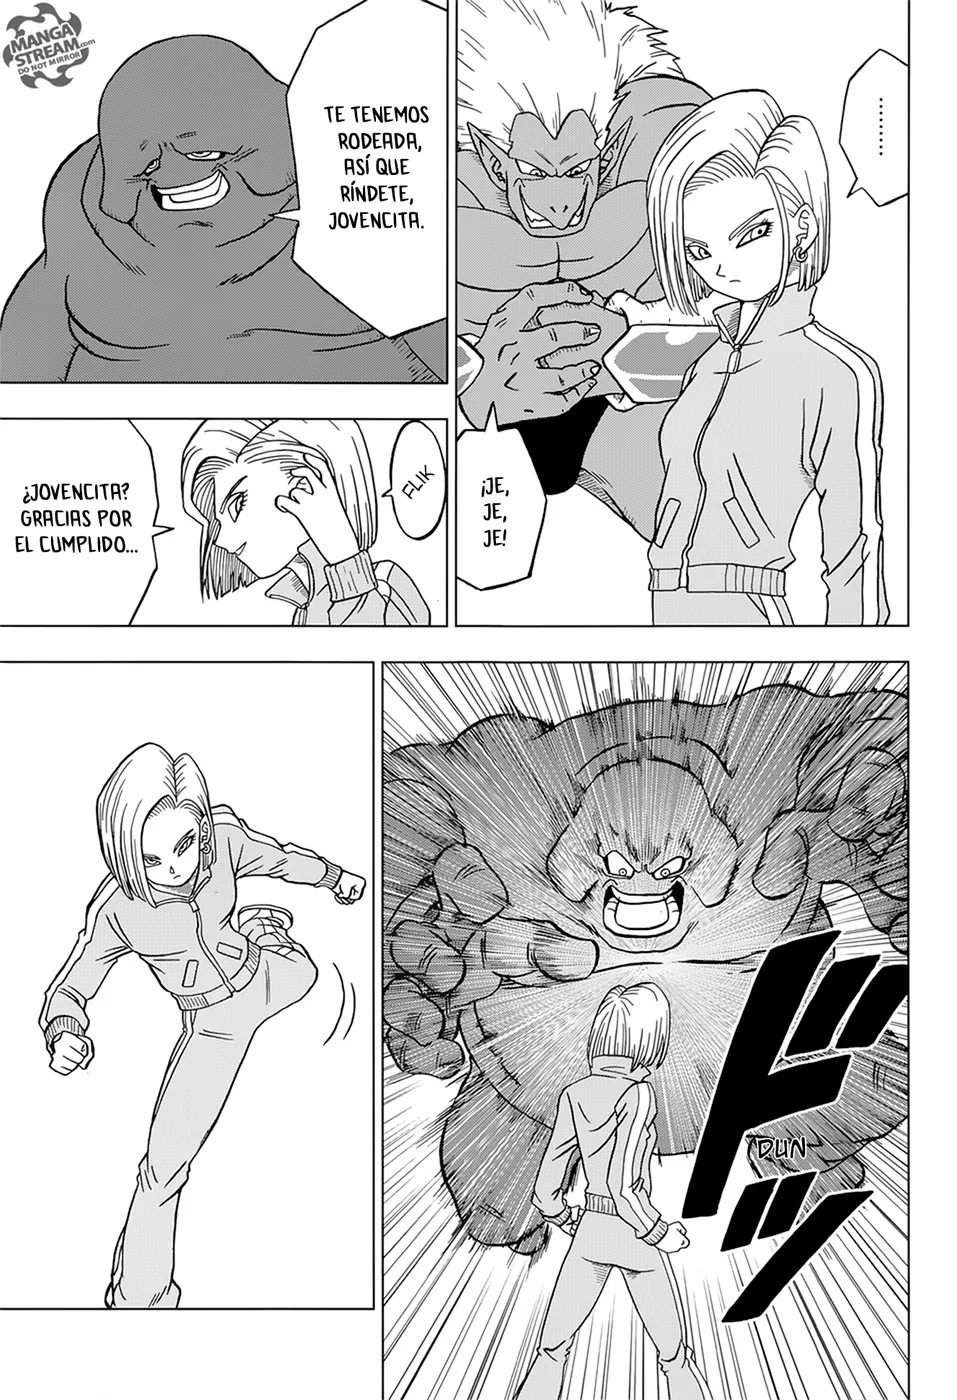 MANGA
STREAM.com
DO NOT MIRROR
..........
¡JE,
JE,
JE!
TE TENEMOS
RODEADA,
ASÍ QUE
RÍNDETE,
JOVENCITA.
FLIK
¿JOVENCITA?
GRACIAS POR
EL CUMPLIDO...
ドドッ
DUN